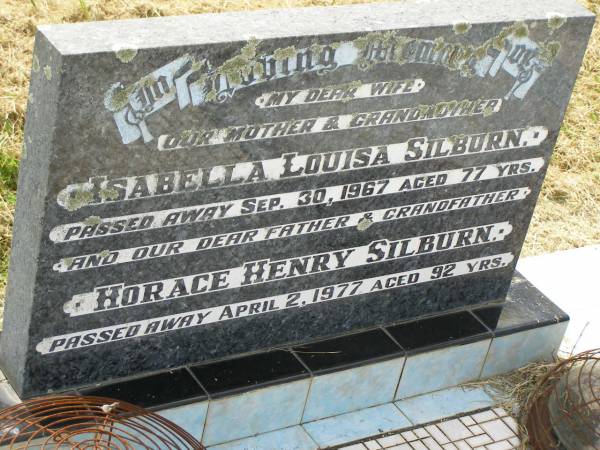 In Loving Memory of
MY DEAR WIFE
OUR MOTHER & GRANDMOTHER
ISABELLA LOUISA SILBURN.
PASSED AWAY SEP. 30, 1967 AGED 77 YRS.
AND OUR DEAR FATHER & GRANDFATHER
HORACE HENRY SILBURN.
PASSED AWAY APRIL 2, 1977 AGED 92 YRS.